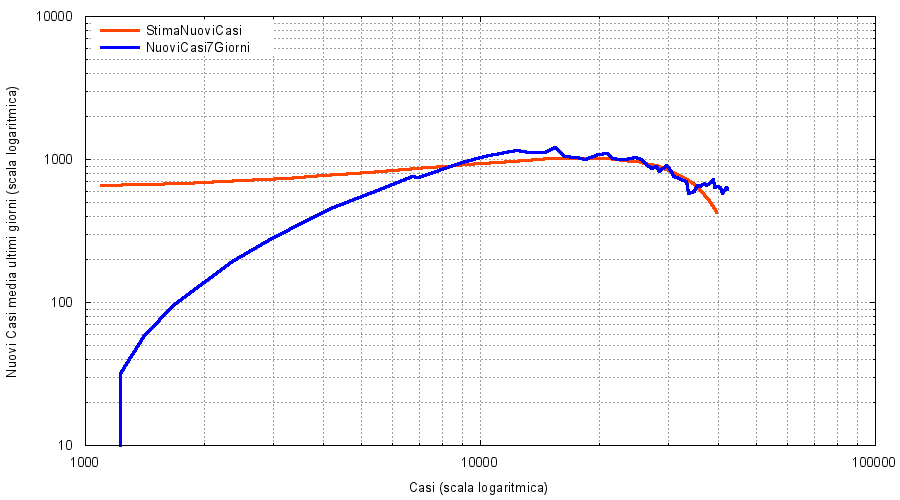 10000
StimaNuoviCasi
NuoviCasi7Giorni
1000
100
10
1000
10000
100000
Nuovi Casi media ultimi giorni (scala logaritmica)
Casi (scala logaritmica)